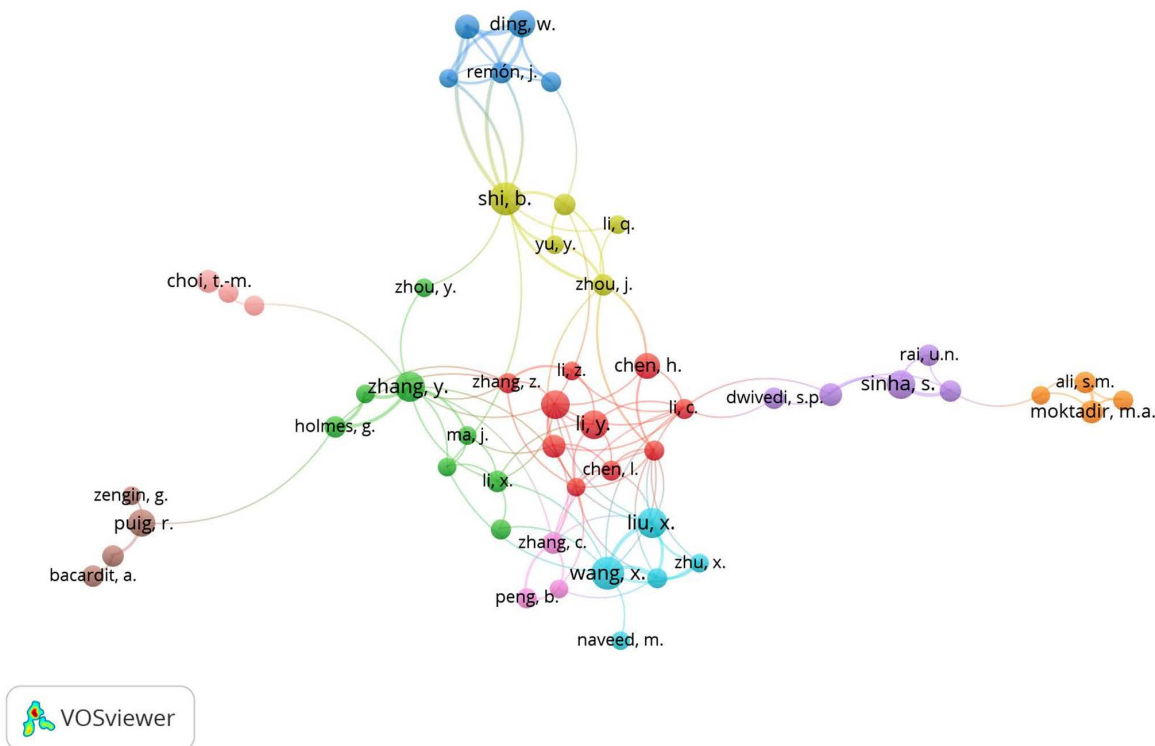 ding, w.
remón, j.
shi, b.
li, q.
yu, y.
choi, t.-m.
zhou, y.
zhou, j.
rai, u.n.
chen, h.
li, z.
zhang, z.
zhang, y.
sinha, s.
ali, s.m.
dwivedi, s.p.
li, c.
moktadir, m.a.
holmes, g.
li, y.
ma, j.
chen, l.
li, x.
zengin, g.
puig, r.
liu, x.
zhang, c.
zhu, x.
bacardit, a.
wang, x.
peng, b.
naveed, m.
VOSviewer